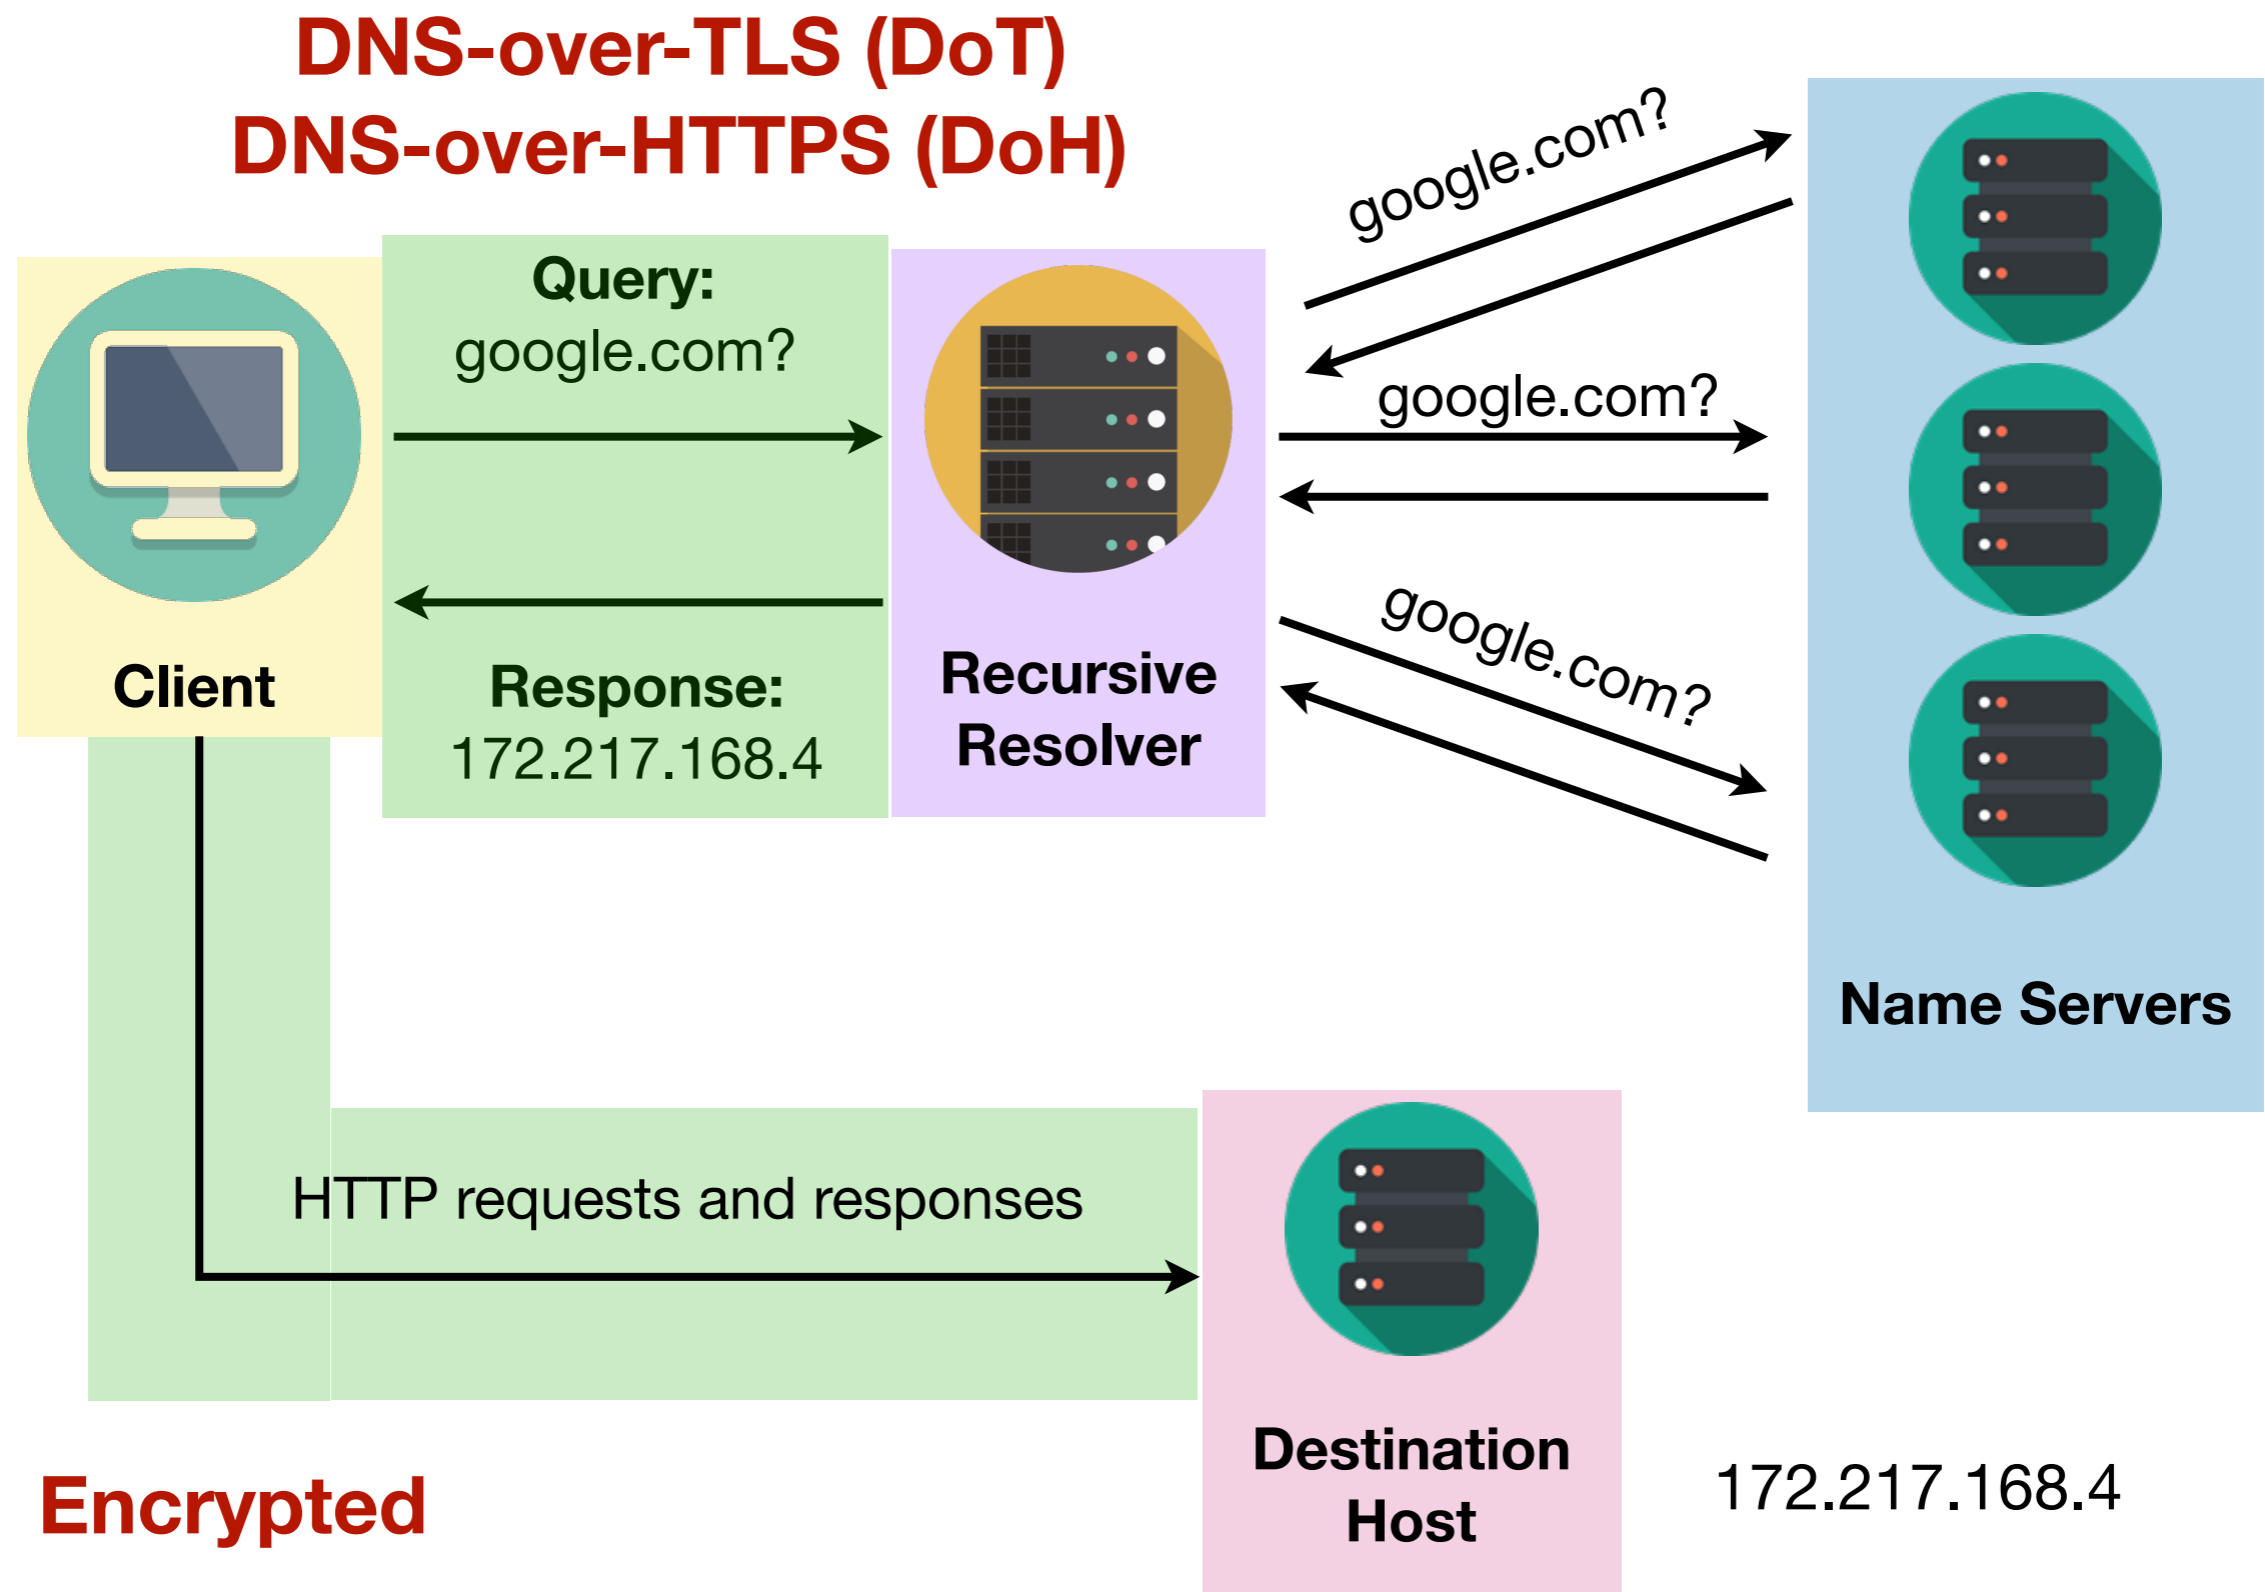 DNS-over-TLS (DoT)
DNS-over-HTTPS (DoH)
google.com?
Query:
google.com?
google.com?
google.com?
Client
Response:
172.217.168.4
Recursive
Resolver
Name Servers
HTTP requests and responses
Destination
Host
172.217.168.4
Encrypted